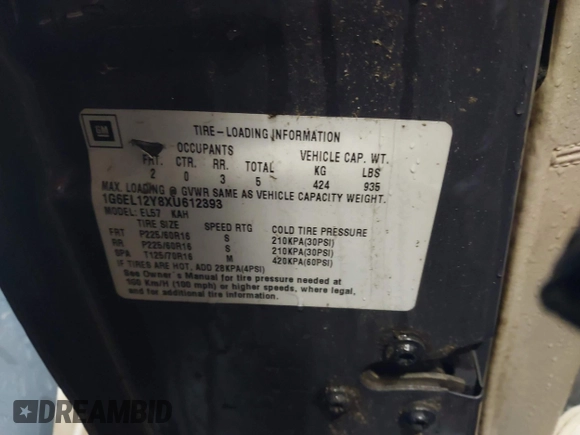 GM
TIRE-LOADING INFORMATION
OCCUPANTS VEHICLE CAP. WT.
FRT. CTR. RR. TOTAL KG LBS
2 0 3 5 424 935
MAX. LOADING @ GVWR SAME AS VEHICLE CAPACITY WEIGHT.
1G6EL12Y8XU612393
MODEL: EL57 KAH
TIRE SIZE SPEED RTG COLD TIRE PRESSURE
FRT P225/60R16 S 210KPA(30PSI)
RR P225/60R16 S 210KPA(30PSI)
SPA T125/70R16 M 420KPA(60PSI)
IF TIRES ARE HOT, ADD 28KPA(4PSI)
See Owner's Manual for tire pressure needed at
160 Km/H (100 mph) or higher speeds, where legal,
and for additional tire information.
DREAMBID